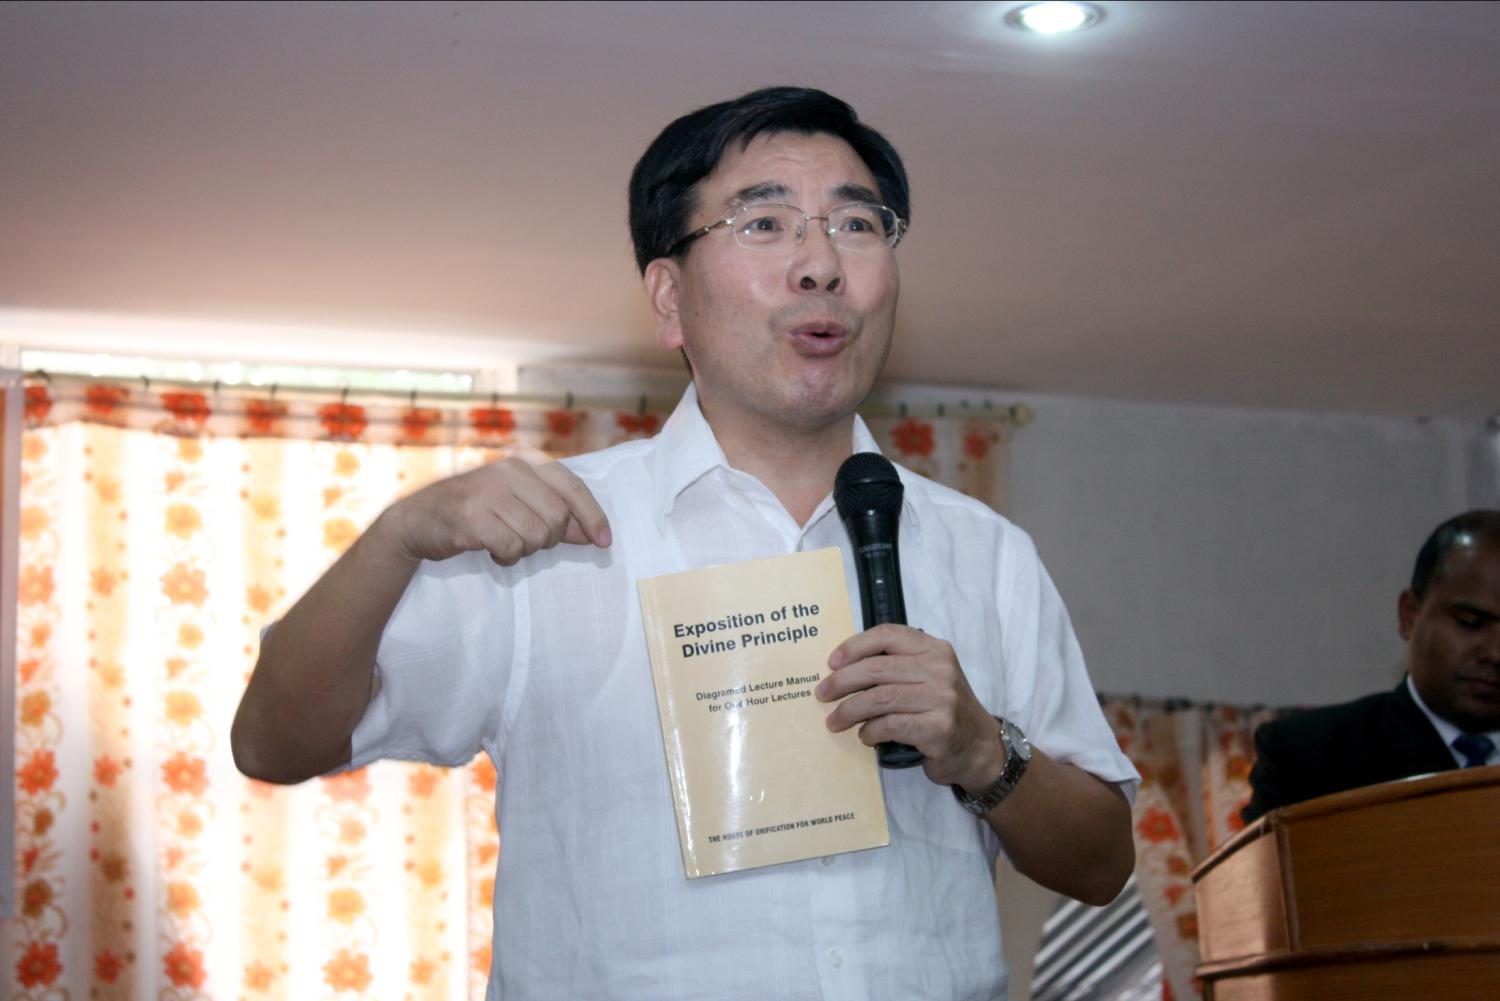 Exposition of the
Divine Principle
Diagramed Lecture Manual
for One Hour Lectures
THE HOUSE OF UNIFICATION FOR WORLD PEACE